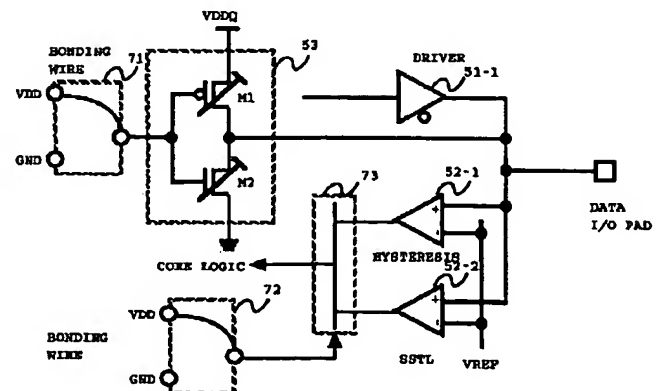 VDDQ
BONDING
WIRE
71
53
DRIVER
51-1
VDD
M1
GND
M2
73
52-1
DATA
I/O PAD
HYSTERESIS
CORE LOGIC
52-2
72
VDD
BONDING
WIRE
SSTL
VREF
GND